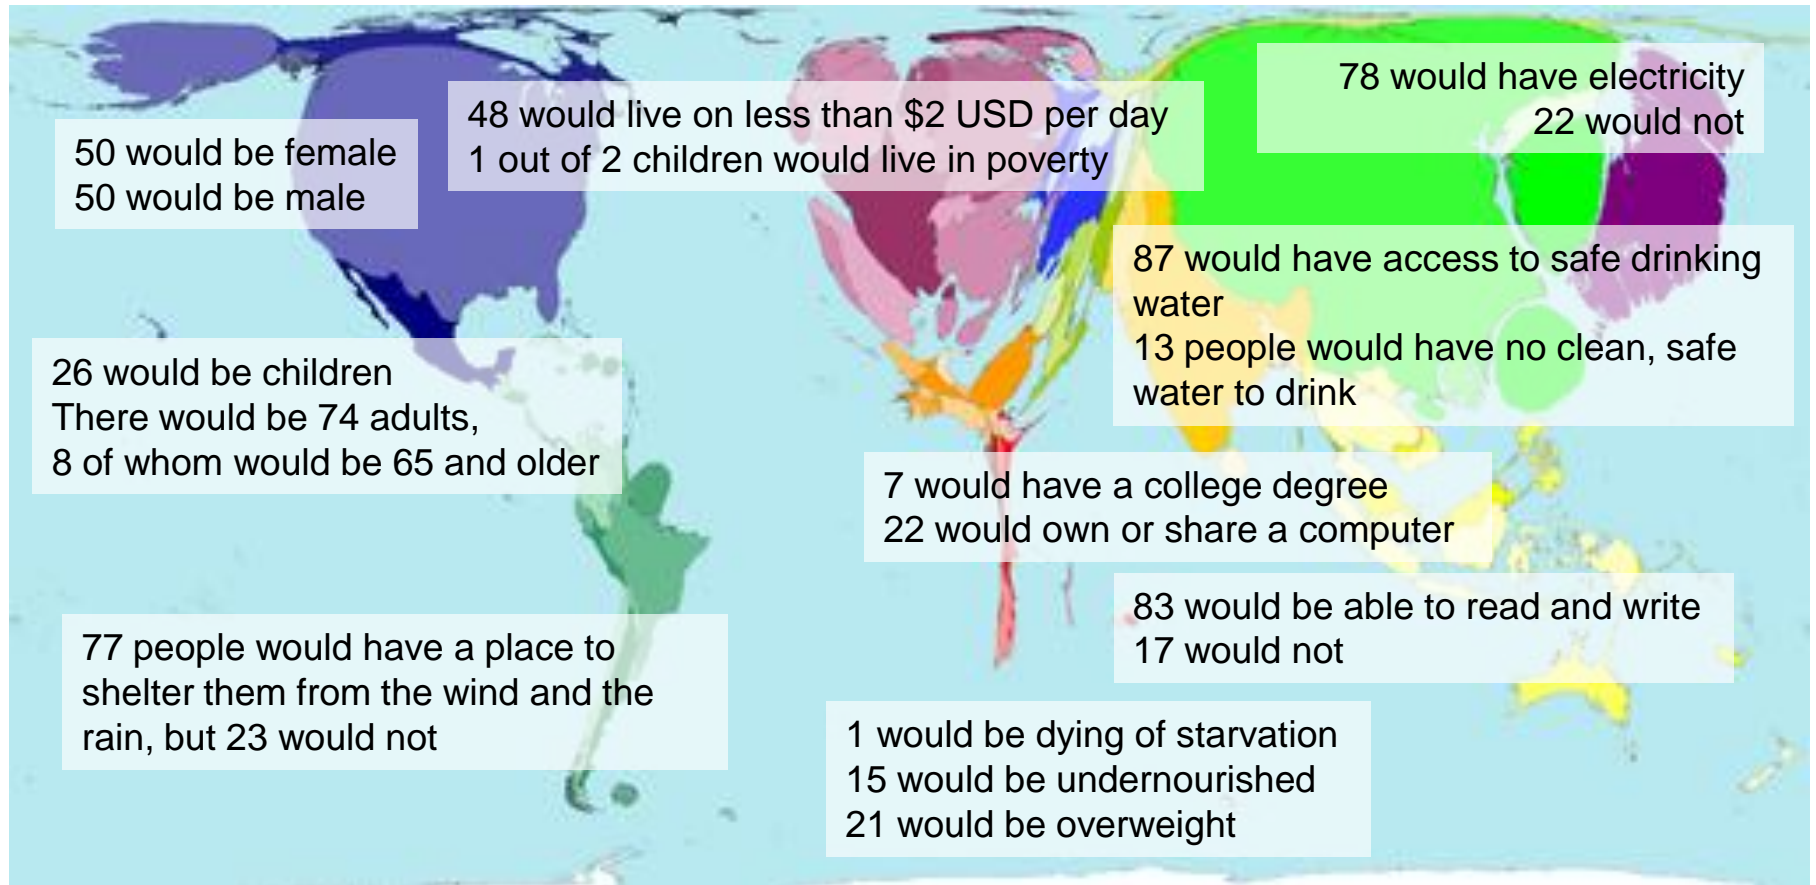 50 would be female
50 would be male
48 would live on less than $2 USD per day
1 out of 2 children would live in poverty
78 would have electricity
22 would not
87 would have access to safe drinking
water
13 people would have no clean, safe
water to drink
26 would be children
There would be 74 adults,
8 of whom would be 65 and older
7 would have a college degree
22 would own or share a computer
83 would be able to read and write
17 would not
77 people would have a place to
shelter them from the wind and the
rain, but 23 would not
1 would be dying of starvation
15 would be undernourished
21 would be overweight